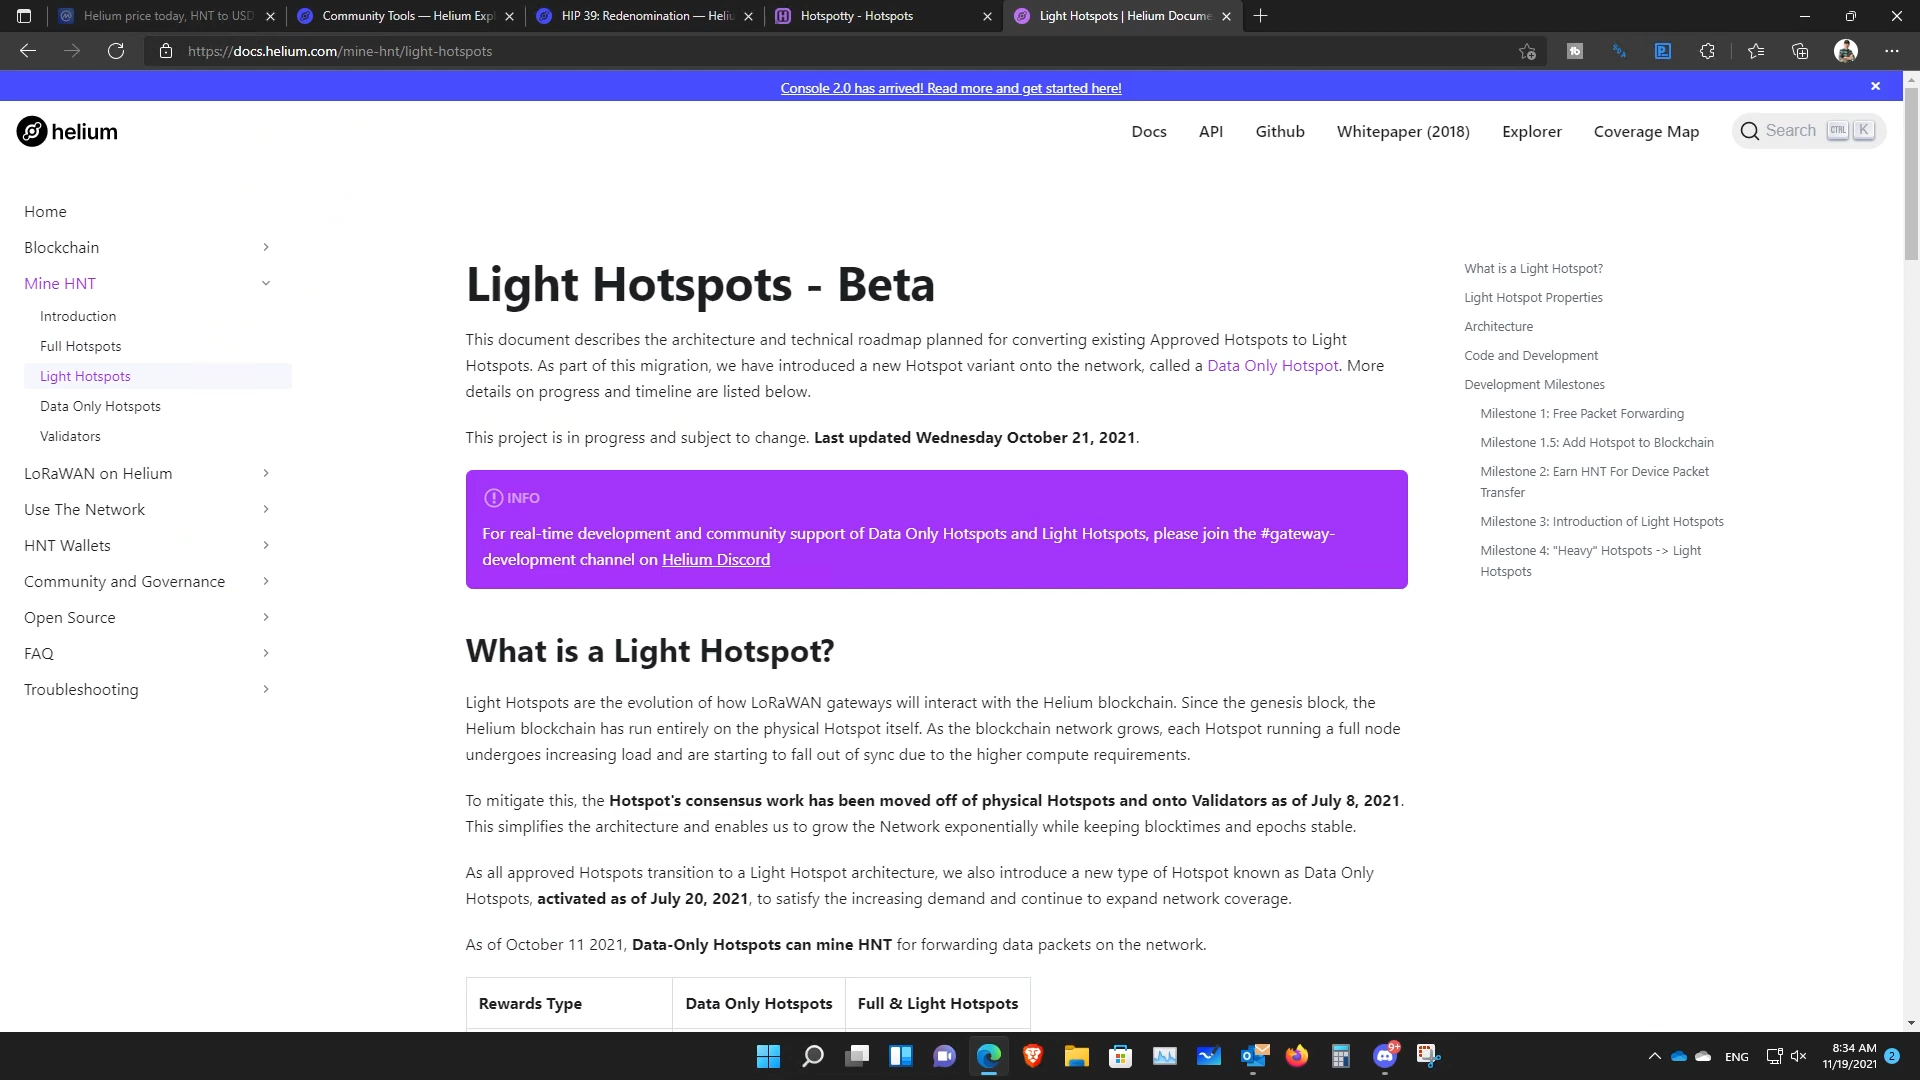 Helium price today, HNT to USD
Community Tools — Helium Expl
HIP 39: Redenomination — Heliu
Hotspotty - Hotspots
Light Hotspots | Helium Docume
https://docs.helium.com/mine-hnt/light-hotspots
Console 2.0 has arrived! Read more and get started here!
helium
Docs
API
Github
Whitepaper (2018)
Explorer
Coverage Map
Search
CTRL
K
Home
Blockchain
Mine HNT
Introduction
Full Hotspots
Light Hotspots
Data Only Hotspots
Validators
LoRaWAN on Helium
Use The Network
HNT Wallets
Community and Governance
Open Source
FAQ
Troubleshooting
Light Hotspots - Beta
This document describes the architecture and technical roadmap planned for converting existing Approved Hotspots to Light
Hotspots. As part of this migration, we have introduced a new Hotspot variant onto the network, called a Data Only Hotspot. More
details on progress and timeline are listed below.
This project is in progress and subject to change. Last updated Wednesday October 21, 2021.
INFO
For real-time development and community support of Data Only Hotspots and Light Hotspots, please join the #gateway-
development channel on Helium Discord
What is a Light Hotspot?
Light Hotspots are the evolution of how LoRaWAN gateways will interact with the Helium blockchain. Since the genesis block, the
Helium blockchain has run entirely on the physical Hotspot itself. As the blockchain network grows, each Hotspot running a full node
undergoes increasing load and are starting to fall out of sync due to the higher compute requirements.
To mitigate this, the Hotspot's consensus work has been moved off of physical Hotspots and onto Validators as of July 8, 2021.
This simplifies the architecture and enables us to grow the Network exponentially while keeping blocktimes and epochs stable.
As all approved Hotspots transition to a Light Hotspot architecture, we also introduce a new type of Hotspot known as Data Only
Hotspots, activated as of July 20, 2021, to satisfy the increasing demand and continue to expand network coverage.
As of October 11 2021, Data-Only Hotspots can mine HNT for forwarding data packets on the network.
Rewards Type
Data Only Hotspots
Full & Light Hotspots
What is a Light Hotspot?
Light Hotspot Properties
Architecture
Code and Development
Development Milestones
Milestone 1: Free Packet Forwarding
Milestone 1.5: Add Hotspot to Blockchain
Milestone 2: Earn HNT For Device Packet
Transfer
Milestone 3: Introduction of Light Hotspots
Milestone 4: "Heavy" Hotspots -> Light
Hotspots
9+
ENG
8:34 AM
11/19/2021
2